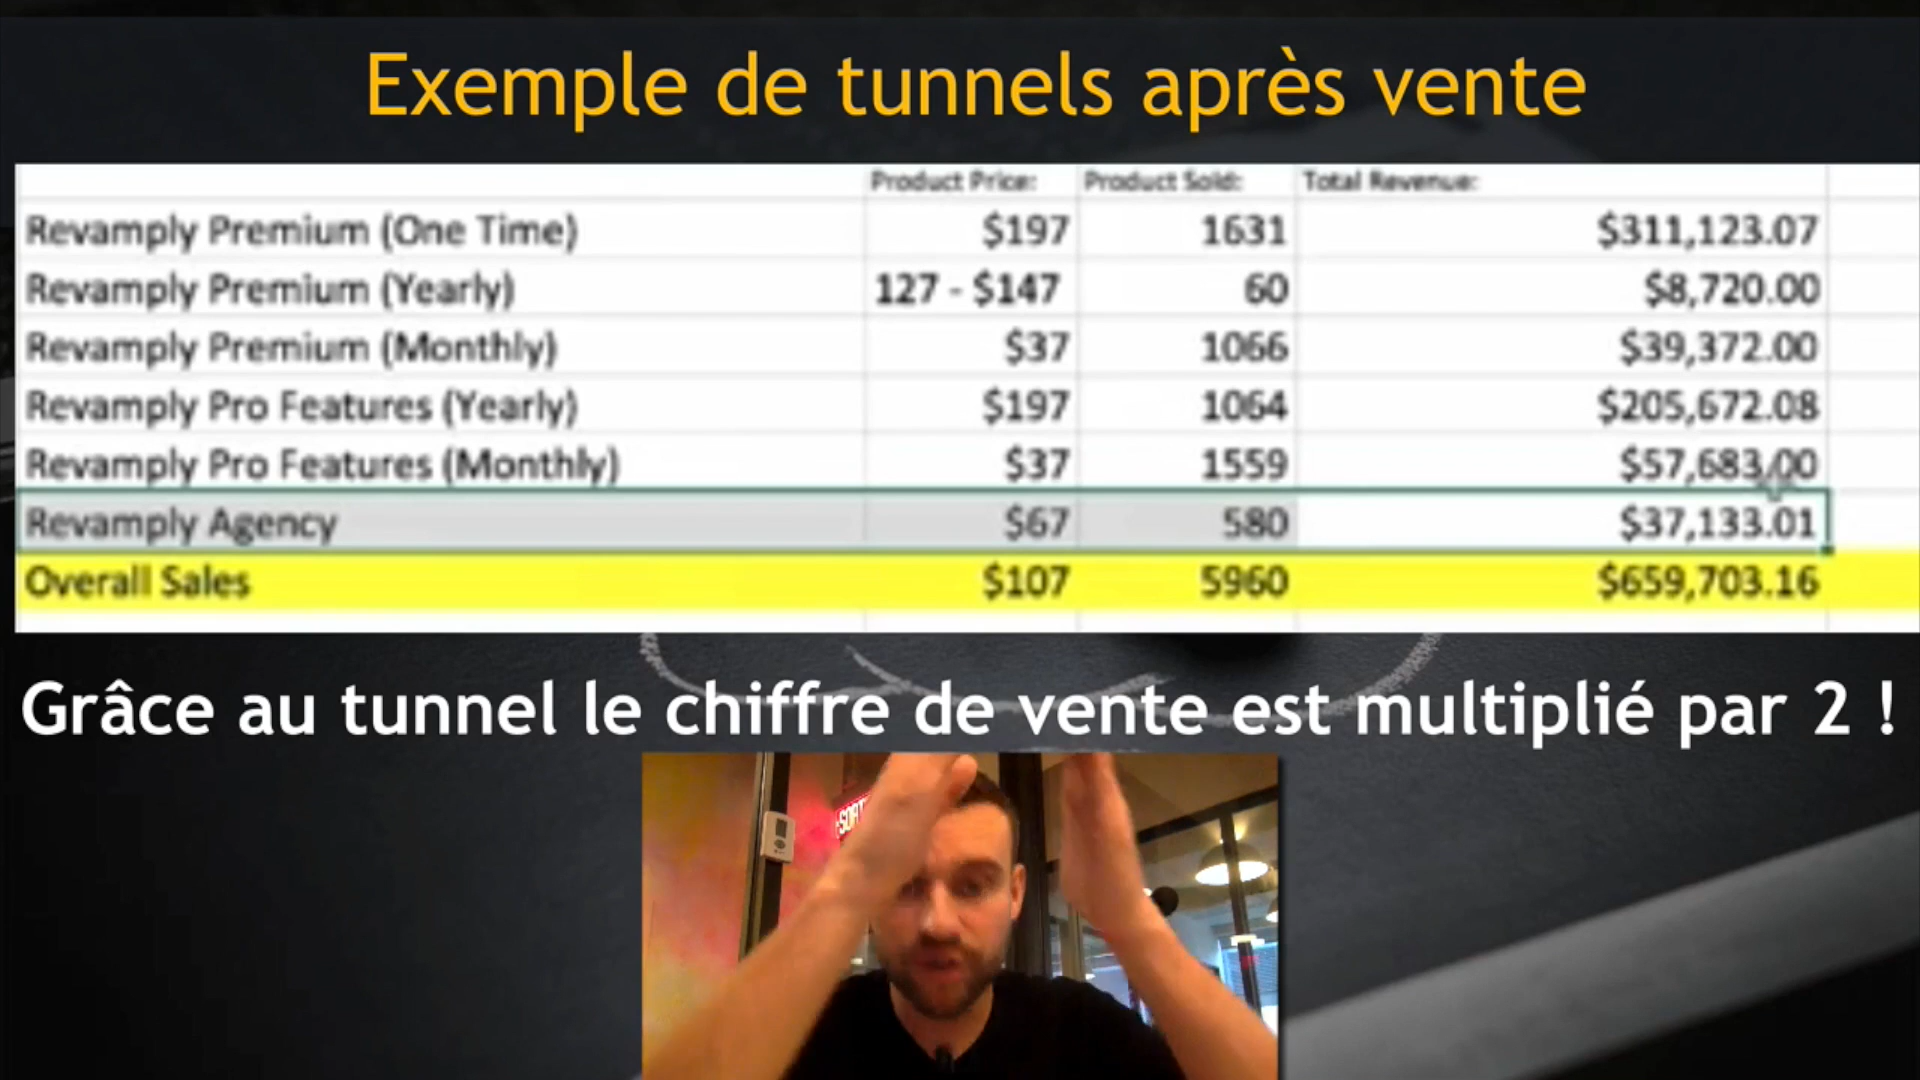 Exemple de tunnels après vente
Product Price: Product Sold: Total Revenue:
Revamply Premium (One Time) $197 1631 $311,123.07
Revamply Premium (Yearly) 127 - $147 60 $8,720.00
Revamply Premium (Monthly) $37 1066 $39,372.00
Revamply Pro Features (Yearly) $197 1064 $205,672.08
Revamply Pro Features (Monthly) $37 1559 $57,683.00
Revamply Agency $67 580 $37,133.01
Overall Sales $107 5960 $659,703.16
Grâce au tunnel le chiffre de vente est multiplié par 2 !